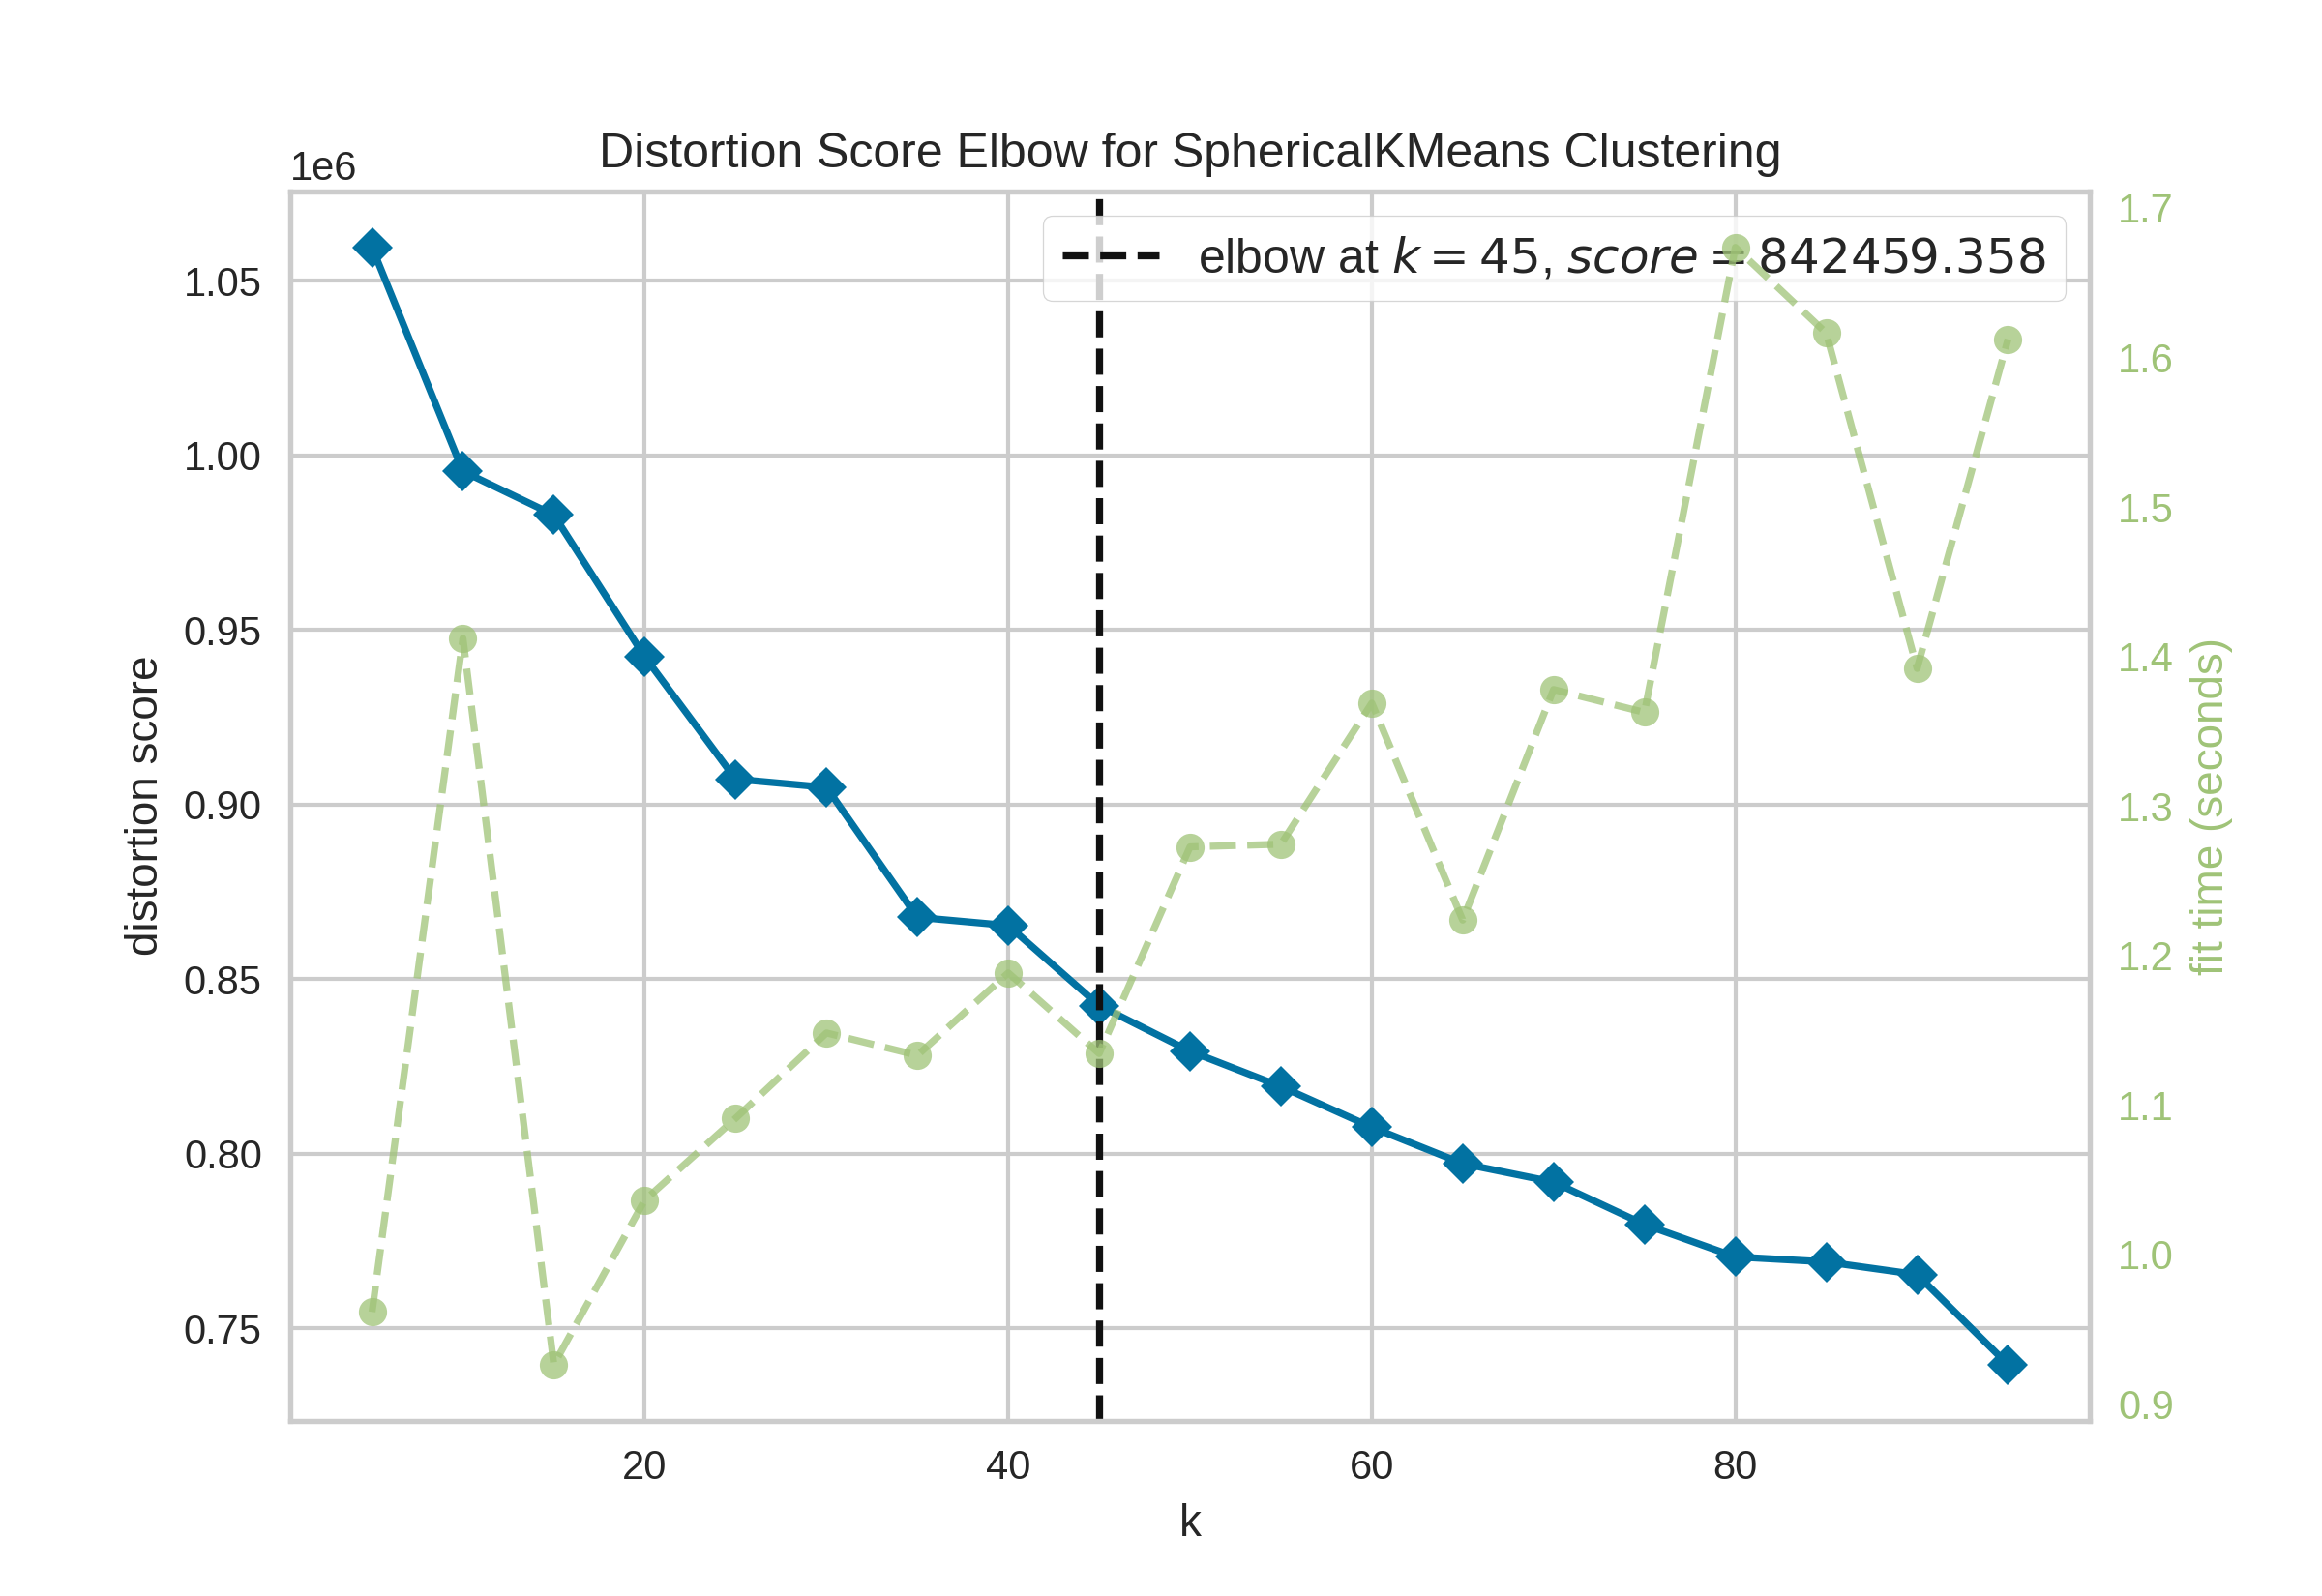 Distortion Score Elbow for SphericalKMeans Clustering
1e6
elbow at k = 45, score = 842459.358
1.05
1.00
0.95
0.90
0.85
0.80
0.75
distortion score
1.7
1.6
1.5
1.4
1.3
1.2
1.1
1.0
0.9
fit time (seconds)
20 40 60 80
k